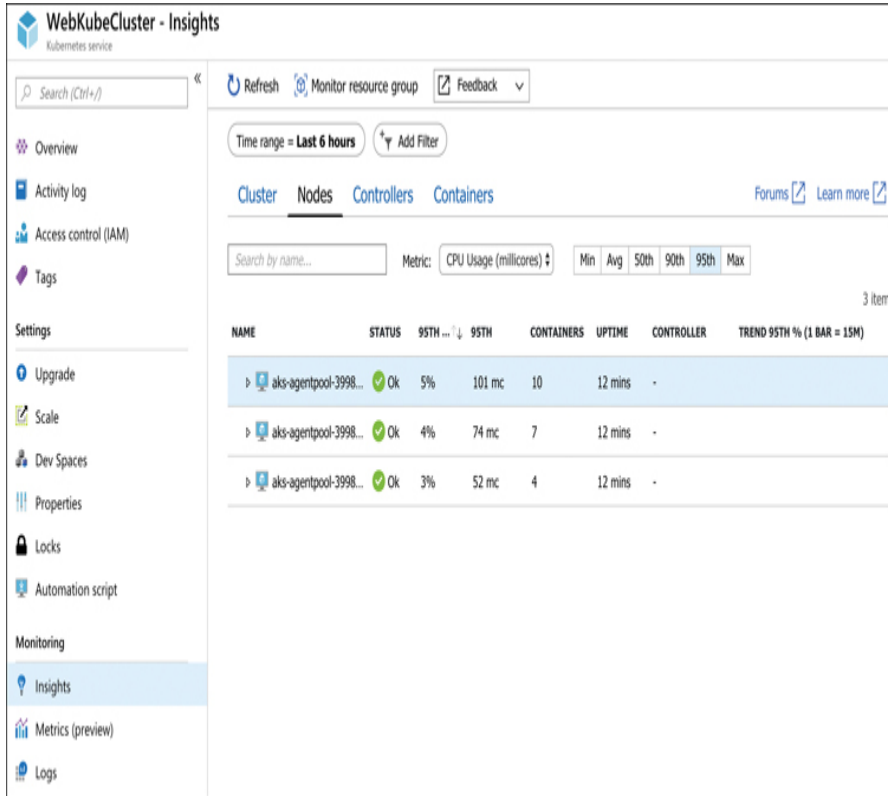 WebKubeCluster - Insights
Kubernetes service
Search (Ctrl+/)
«
Overview
Activity log
Access control (IAM)
Tags
Settings
Upgrade
Scale
Dev Spaces
Properties
Locks
Automation script
Monitoring
Insights
Metrics (preview)
Logs
Refresh Monitor resource group Feedback
Time range = Last 6 hours Add Filter
Cluster Nodes Controllers Containers Forums Learn more
Search by name... Metric: CPU Usage (millicores) Min Avg 50th 90th 95th Max
3 item
NAME STATUS 95TH ... ↓ 95TH CONTAINERS UPTIME CONTROLLER TREND 95TH % (1 BAR = 15M)
aks-agentpool-3998... Ok 5% 101 mc 10 12 mins -
aks-agentpool-3998... Ok 4% 74 mc 7 12 mins -
aks-agentpool-3998... Ok 3% 52 mc 4 12 mins -